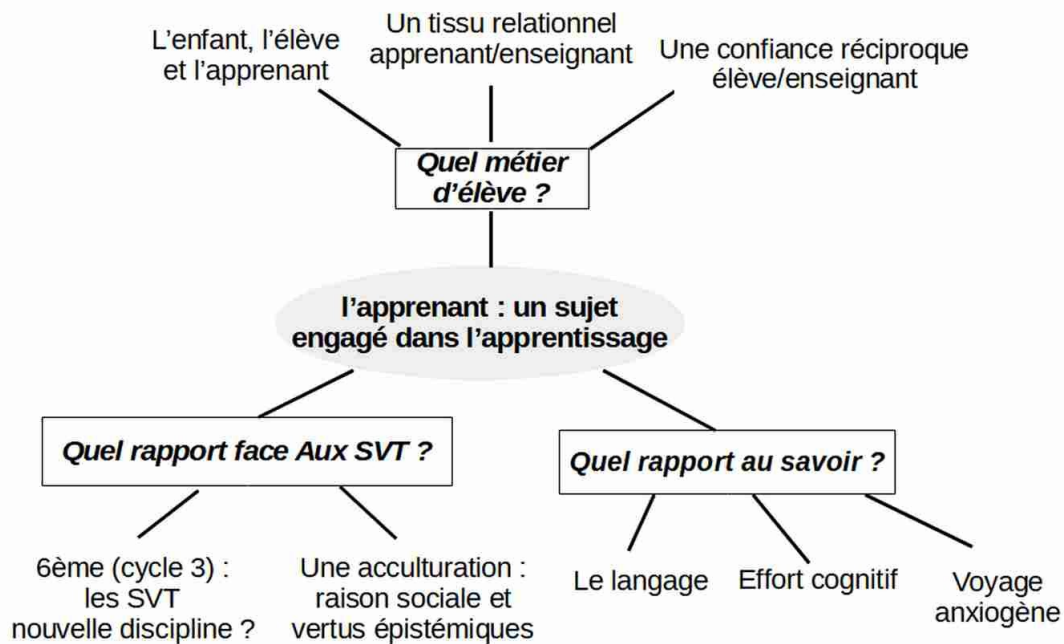 L’enfant, l’élève
et l’apprenant
Un tissu relationnel
apprenant/enseignant
Une confiance réciproque
élève/enseignant
Quel métier
d’élève ?
l’apprenant : un sujet
engagé dans l’apprentissage
Quel rapport face Aux SVT ?
Quel rapport au savoir ?
6ème (cycle 3) :
les SVT
nouvelle discipline ?
Une acculturation :
raison sociale et
vertus épistémiques
Le langage
Effort cognitif
Voyage
anxiogène